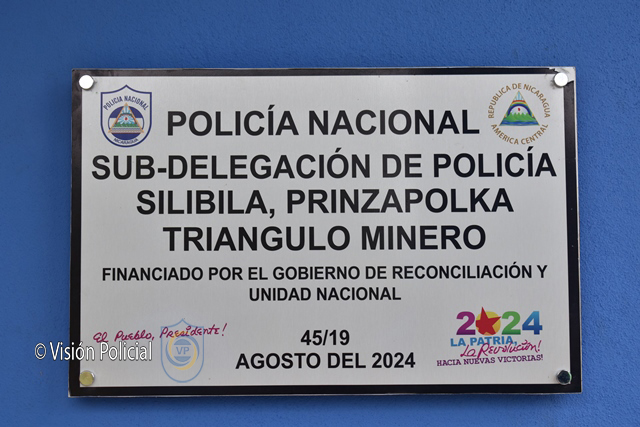 POLICIA NACIONAL
NICARAGUA
REPUBLICA DE NICARAGUA
AMERICA CENTRAL
POLICÍA NACIONAL
SUB-DELEGACIÓN DE POLICÍA
SILIBILA, PRINZAPOLKA
TRIANGULO MINERO
FINANCIADO POR EL GOBIERNO DE RECONCILIACIÓN Y
UNIDAD NACIONAL
El Pueblo, Presidente!
© Visión Policial
VP
45/19
AGOSTO DEL 2024
2024
LA PATRIA,
La Revolución!
HACIA NUEVAS VICTORIAS!